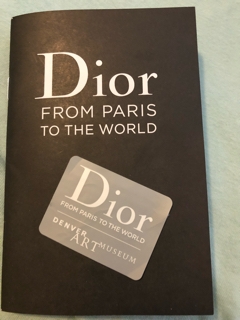 Dior
FROM PARIS
TO THE WORLD
Dior
FROM PARIS TO THE WORLD
DENVER
ART MUSEUM